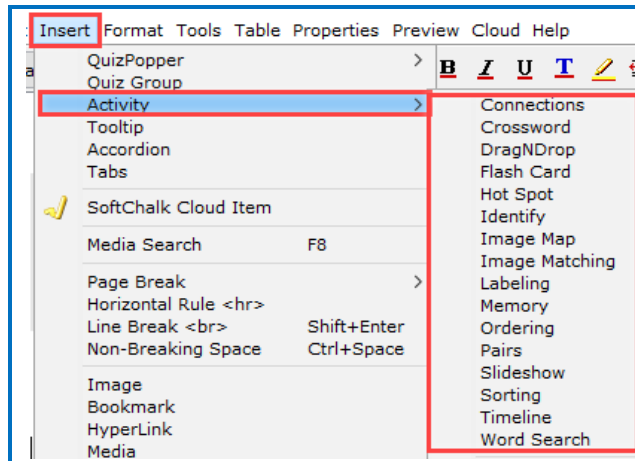 Insert Format Tools Table Properties Preview Cloud Help
QuizPopper >
Quiz Group
Activity >
Tooltip
Accordion
Tabs
SoftChalk Cloud Item
Media Search F8
Page Break >
Horizontal Rule <hr>
Line Break <br> Shift+Enter
Non-Breaking Space Ctrl+Space
Image
Bookmark
HyperLink
Media
B I U T
Connections
Crossword
DragNDrop
Flash Card
Hot Spot
Identify
Image Map
Image Matching
Labeling
Memory
Ordering
Pairs
Slideshow
Sorting
Timeline
Word Search